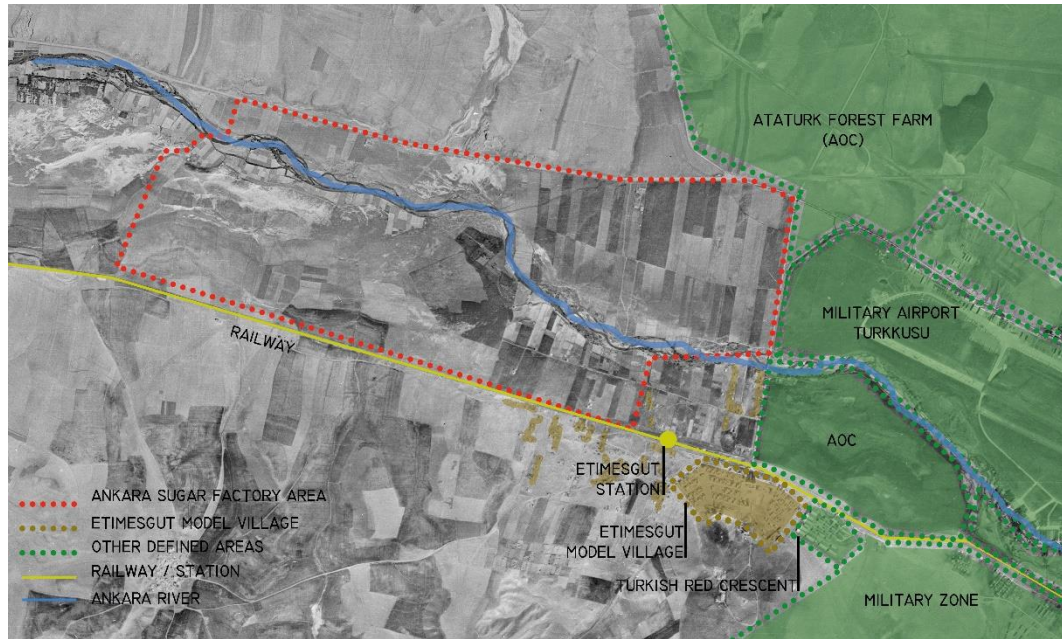 ATATURK FOREST FARM
(AOC)
MILITARY AIRPORT
TURKKUSU
RAILWAY
AOC
ETIMESGUT
STATION
ETIMESGUT
MODEL VILLAGE
TURKISH RED CRESCENT
MILITARY ZONE
ANKARA SUGAR FACTORY AREA
ETIMESGUT MODEL VILLAGE
OTHER DEFINED AREAS
RAILWAY / STATION
ANKARA RIVER